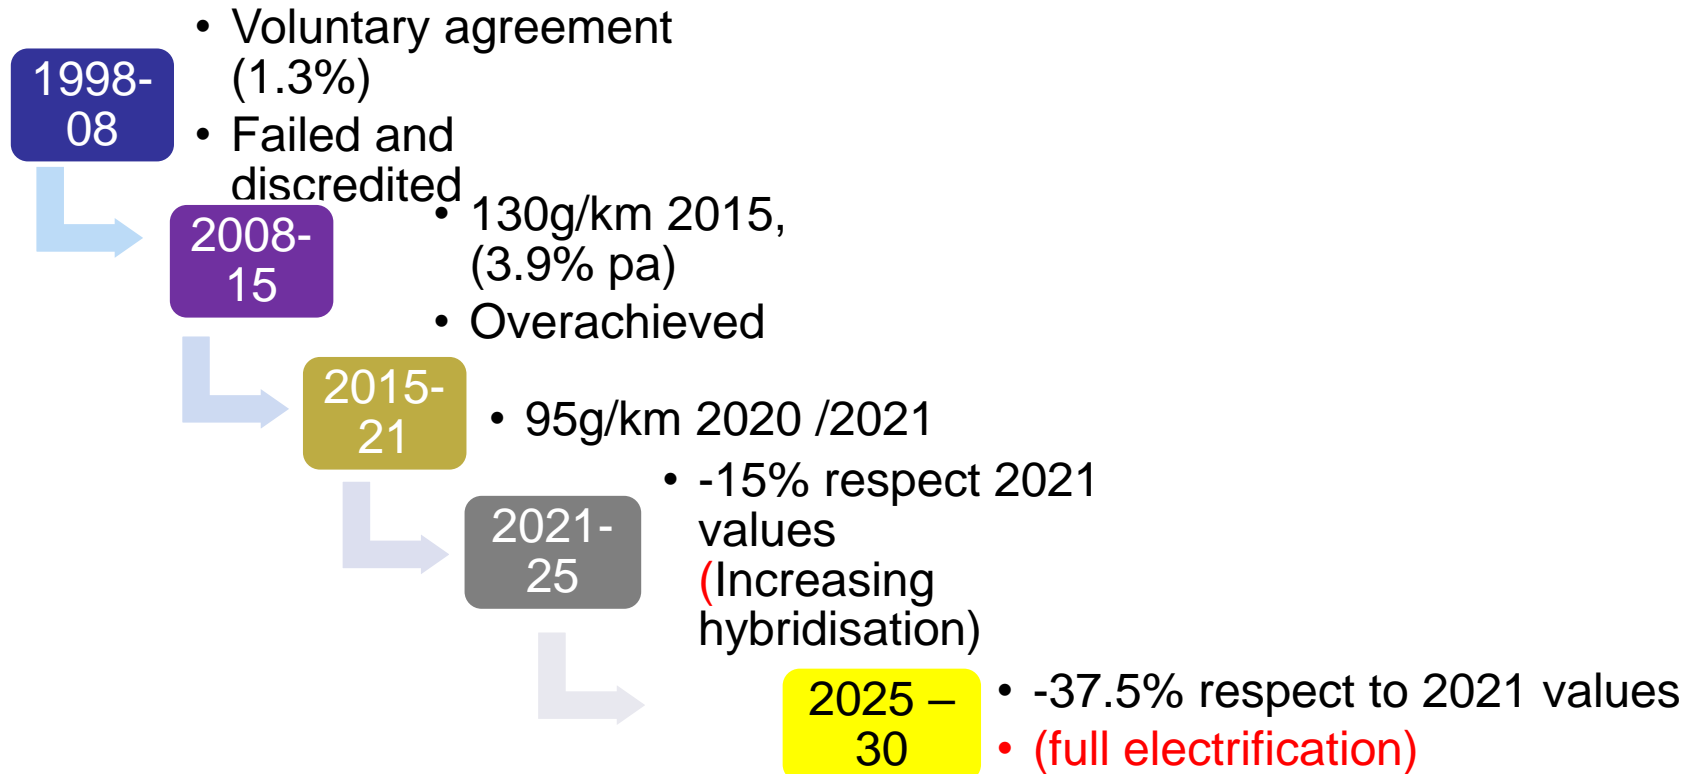 1998-
08
• Voluntary agreement
(1.3%)
• Failed and
discredited
2008-
15
• 130g/km 2015,
(3.9% pa)
• Overachieved
2015-
21
• 95g/km 2020 /2021
2021-
25
• -15% respect 2021
values
(Increasing
hybridisation)
2025 –
30
• -37.5% respect to 2021 values
• (full electrification)